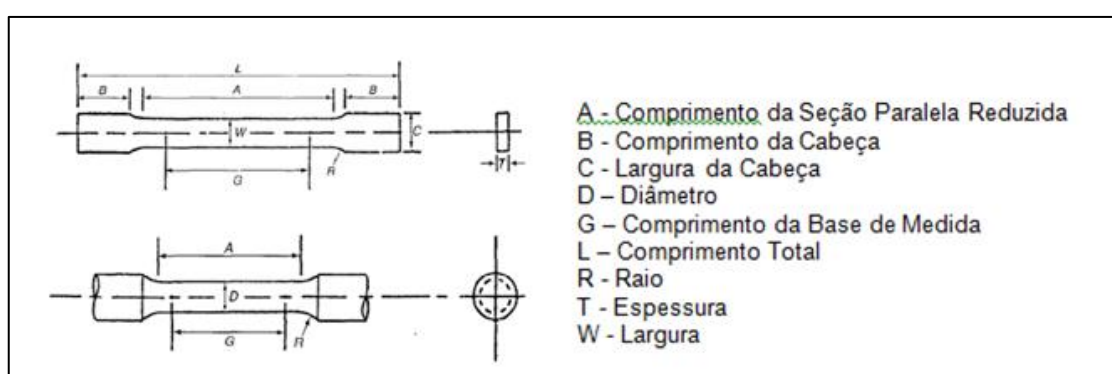 L
B
A
B
W
C
T
G
R
A
D
G
R
A - Comprimento da Seção Paralela Reduzida
B - Comprimento da Cabeça
C - Largura da Cabeça
D – Diâmetro
G – Comprimento da Base de Medida
L – Comprimento Total
R - Raio
T - Espessura
W - Largura